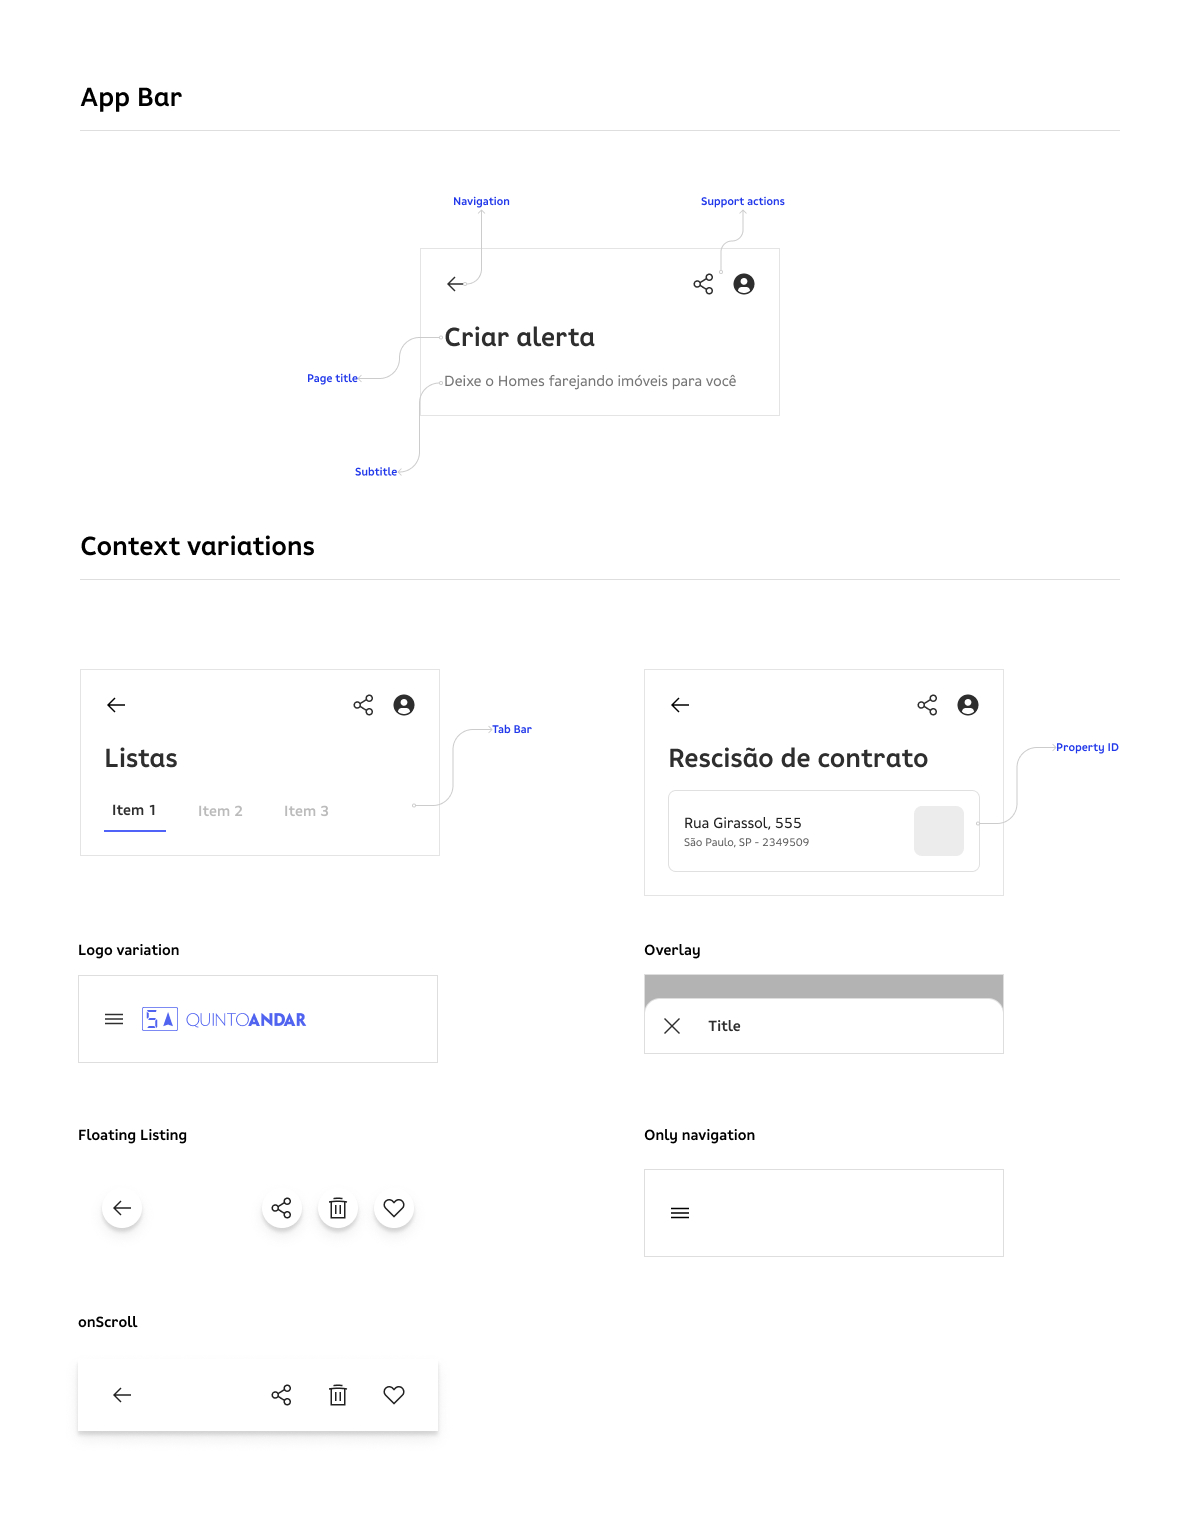 App Bar
Navigation
Support actions
Criar alerta
Page title
Deixe o Homes farejando imóveis para você
Subtitle
Context variations
Tab Bar
Listas
Item 1 Item 2 Item 3
Property ID
Rescisão de contrato
Rua Girassol, 555
São Paulo, SP - 2349509
Logo variation
5A QUINTOANDAR
Overlay
Title
Floating Listing
Only navigation
onScroll